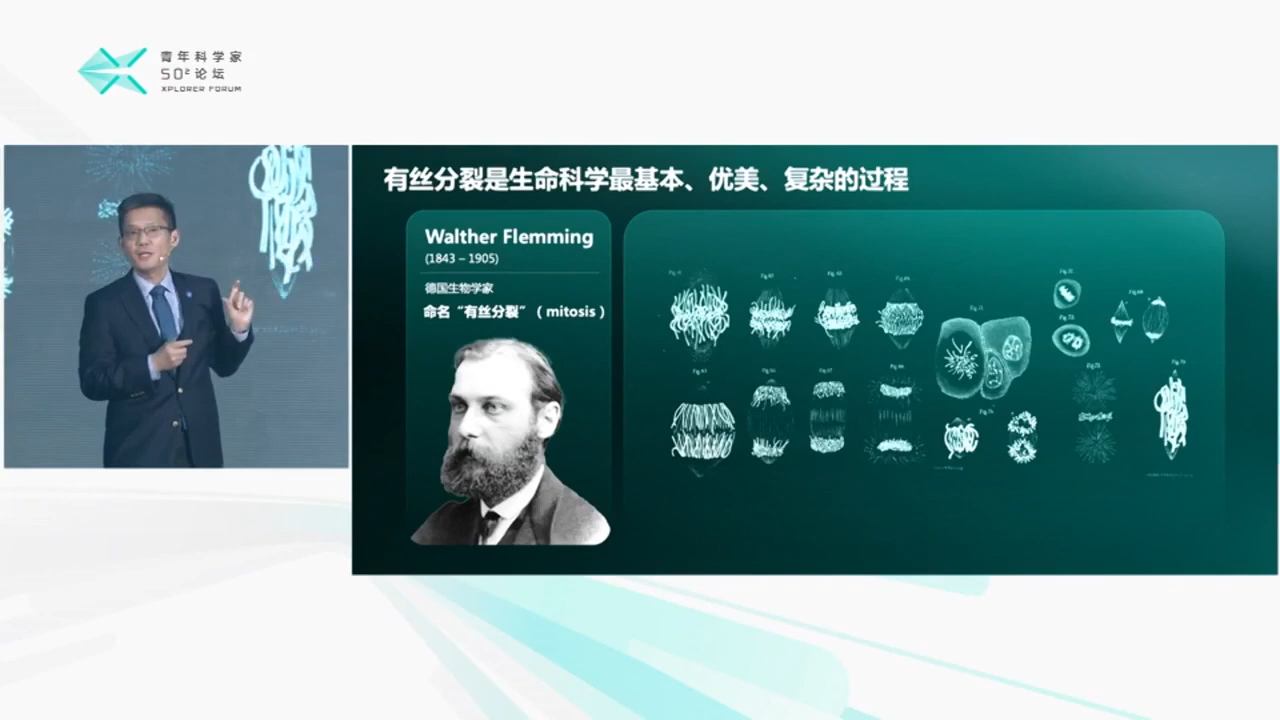 青年科学家
50²论坛
XPLORER FORUM
有丝分裂是生命科学最基本、优美、复杂的过程
Walther Flemming
(1843 – 1905)
德国生物学家
命名“有丝分裂”（mitosis）